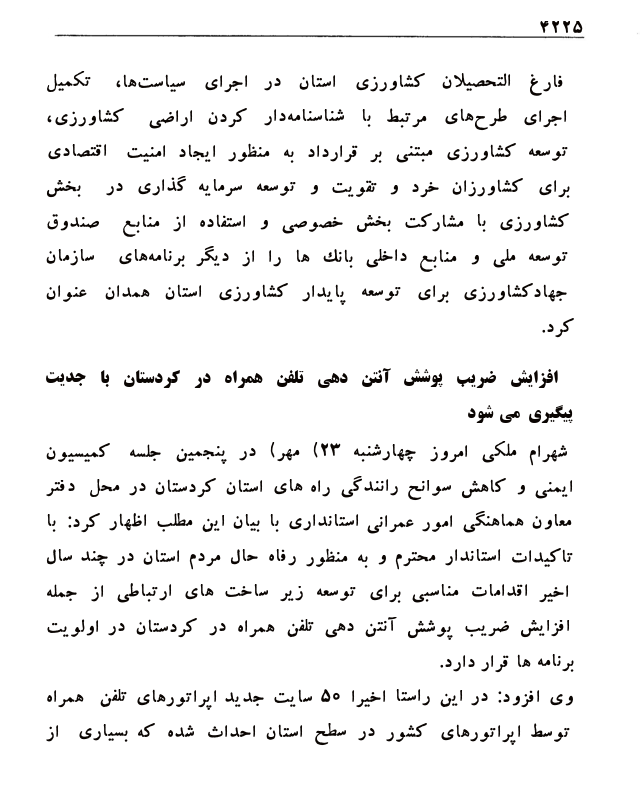 ۴۲۲۵
فارغ التحصیلان کشاورزی استان در اجرای سیاست‌ها، تکمیل
اجرای طرح‌های مرتبط با شناسنامه‌دار کردن اراضی کشاورزی،
توسعه کشاورزی مبتنی بر قرارداد به منظور ایجاد امنیت اقتصادی
برای کشاورزان خرد و تقویت و توسعه سرمایه گذاری در بخش
کشاورزی با مشارکت بخش خصوصی و استفاده از منابع صندوق
توسعه ملی و منابع داخلی بانك ها را از دیگر برنامه‌های سازمان
جهادکشاورزی برای توسعه پایدار کشاورزی استان همدان عنوان
کرد.
افزایش ضریب پوشش آنتن دهی تلفن همراه در کردستان با جدیت
پیگیری می شود
شهرام ملکی امروز چهارشنبه ۲۳) مهر) در پنجمین جلسه کمیسیون
ایمنی و کاهش سوانح رانندگی راه های استان کردستان در محل دفتر
معاون هماهنگی امور عمرانی استانداری با بیان این مطلب اظهار کرد: با
تاکیدات استاندار محترم و به منظور رفاه حال مردم استان در چند سال
اخیر اقدامات مناسبی برای توسعه زیر ساخت های ارتباطی از جمله
افزایش ضریب پوشش آنتن دهی تلفن همراه در کردستان در اولویت
برنامه ها قرار دارد.
وی افزود: در این راستا اخیرا ۵۰ سایت جدید اپراتورهای تلفن همراه
توسط اپراتورهای کشور در سطح استان احداث شده که بسیاری از